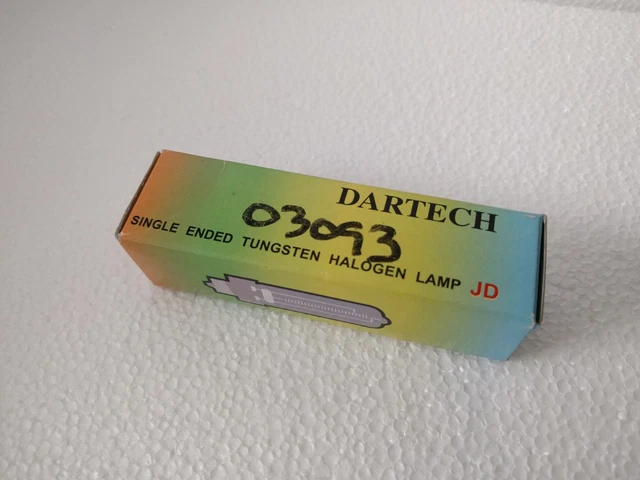 DARTECH
03093
SINGLE ENDED TUNGSTEN HALOGEN LAMP JD